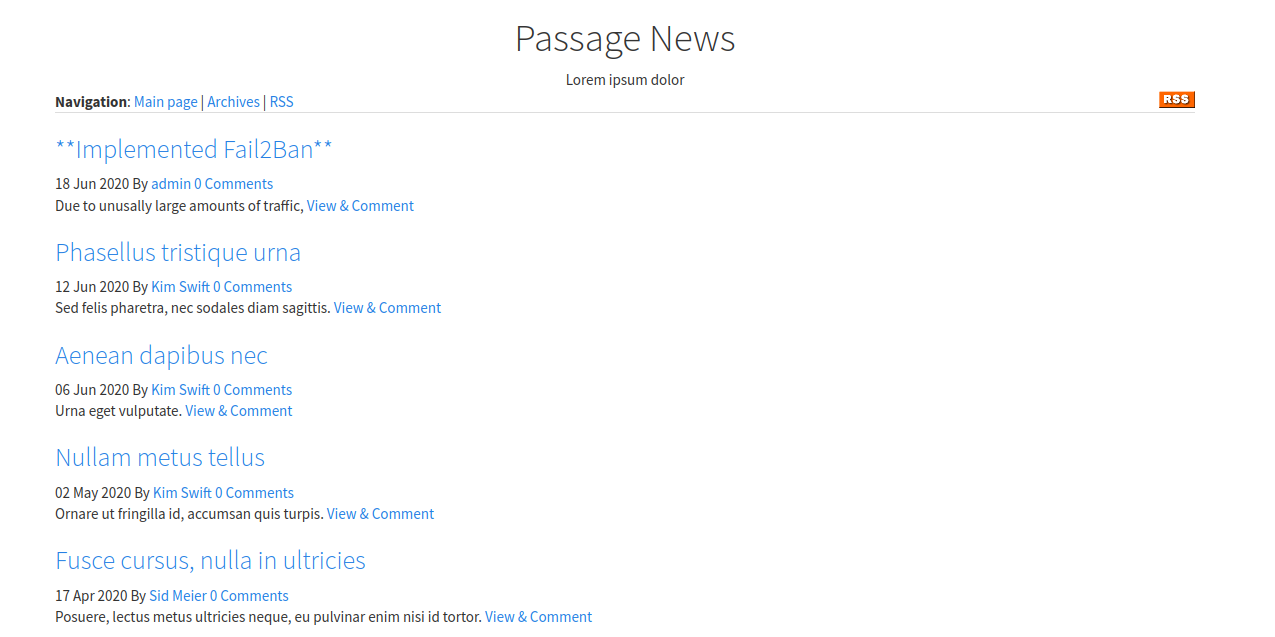 Passage News
Lorem ipsum dolor
Navigation: Main page | Archives | RSS
RSS
**Implemented Fail2Ban**
18 Jun 2020 By admin 0 Comments
Due to unusally large amounts of traffic, View & Comment
Phasellus tristique urna
12 Jun 2020 By Kim Swift 0 Comments
Sed felis pharetra, nec sodales diam sagittis. View & Comment
Aenean dapibus nec
06 Jun 2020 By Kim Swift 0 Comments
Urna eget vulputate. View & Comment
Nullam metus tellus
02 May 2020 By Kim Swift 0 Comments
Ornare ut fringilla id, accumsan quis turpis. View & Comment
Fusce cursus, nulla in ultricies
17 Apr 2020 By Sid Meier 0 Comments
Posuere, lectus metus ultricies neque, eu pulvinar enim nisi id tortor. View & Comment